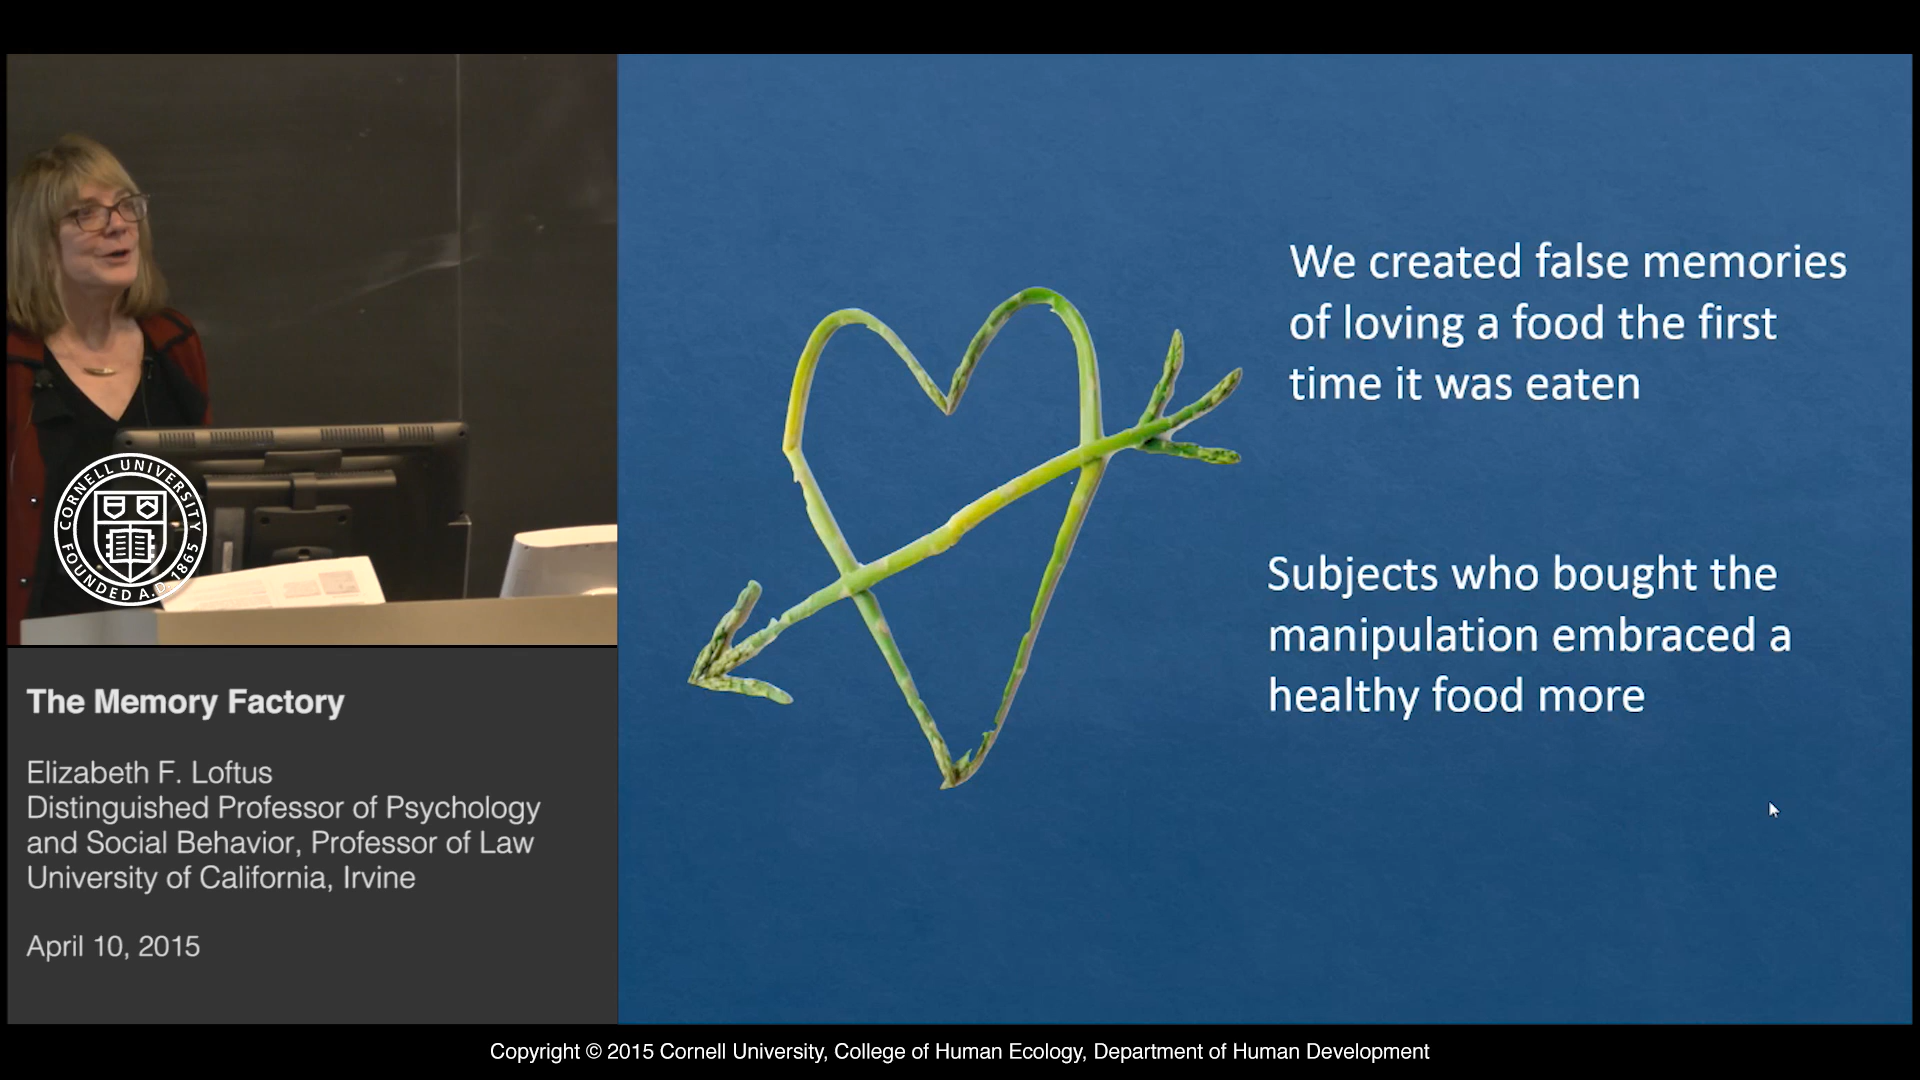 We created false memories
of loving a food the first
time it was eaten
Subjects who bought the
manipulation embraced a
healthy food more
CORNELL UNIVERSITY
FOUNDED A.D. 1865
The Memory Factory
Elizabeth F. Loftus
Distinguished Professor of Psychology
and Social Behavior, Professor of Law
University of California, Irvine
April 10, 2015
Copyright © 2015 Cornell University, College of Human Ecology, Department of Human Development